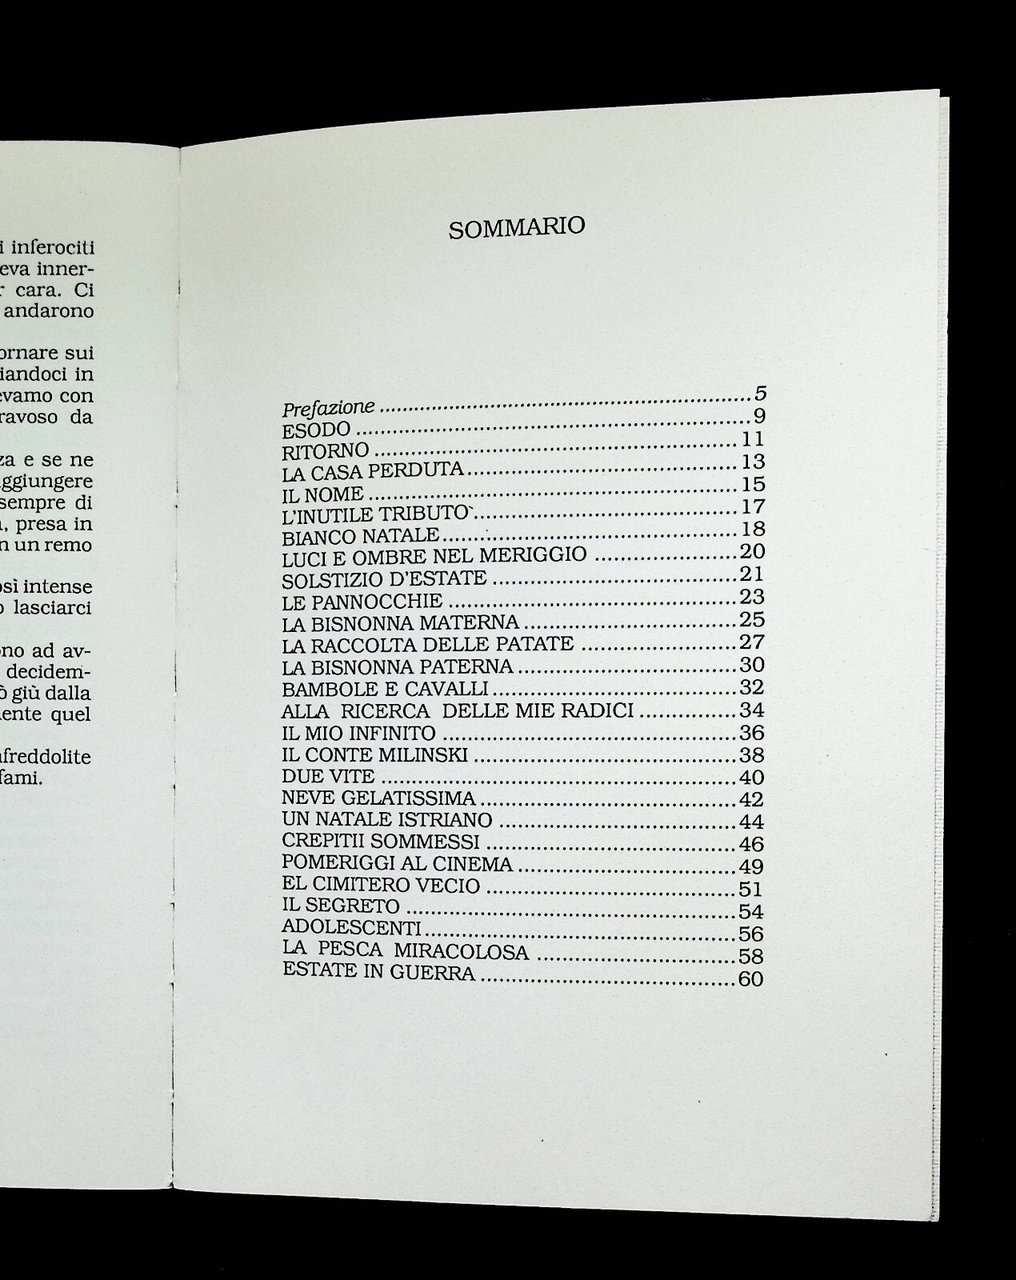 i inferociti
eva inner-
r cara. Ci
andarono
ornare sui
iandoci in
evamo con
ravoso da
za e se ne
ggiungere
sempre di
a, presa in
n un remo
osì intense
o lasciarci
ono ad av-
decidem-
ò giù dalla
ente quel
freddolite
fami.
SOMMARIO
Prefazione 5
ESODO 9
RITORNO 11
LA CASA PERDUTA 13
IL NOME 15
L'INUTILE TRIBUTO 17
BIANCO NATALE 18
LUCI E OMBRE NEL MERIGGIO 20
SOLSTIZIO D'ESTATE 21
LE PANNOCCHIE 23
LA BISNONNA MATERNA 25
LA RACCOLTA DELLE PATATE 27
LA BISNONNA PATERNA 30
BAMBOLE E CAVALLI 32
ALLA RICERCA DELLE MIE RADICI 34
IL MIO INFINITO 36
IL CONTE MILINSKI 38
DUE VITE 40
NEVE GELATISSIMA 42
UN NATALE ISTRIANO 44
CREPITII SOMMESSI 46
POMERIGGI AL CINEMA 49
EL CIMITERO VECIO 51
IL SEGRETO 54
ADOLESCENTI 56
LA PESCA MIRACOLOSA 58
ESTATE IN GUERRA 60